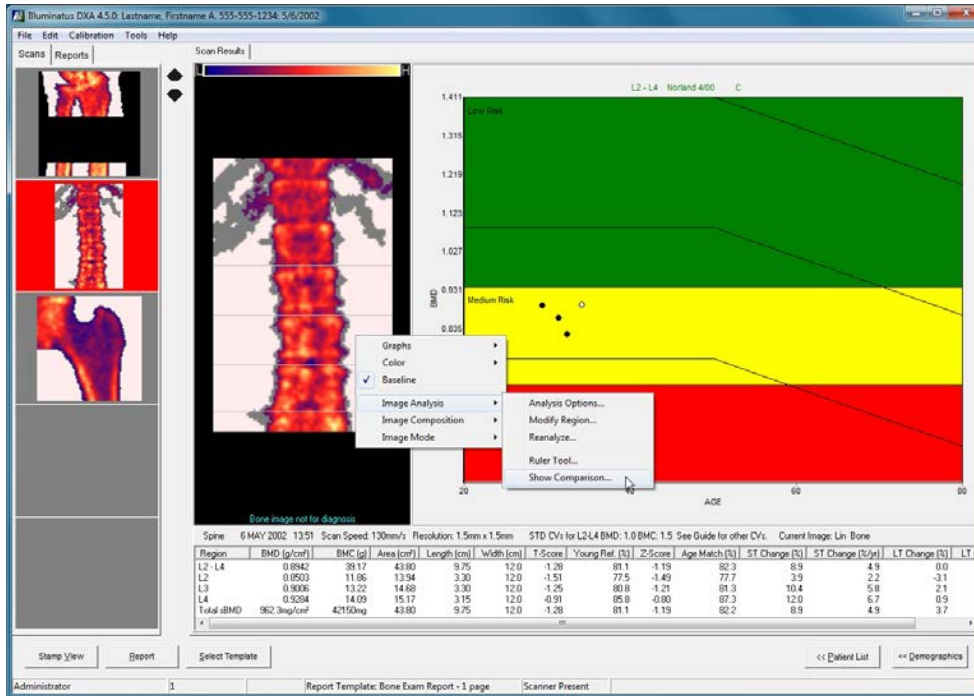 Illuminatus DXA 4.5.0: Lastname, Firstname A. 555-555-1234: 5/6/2002
File Edit Calibration Tools Help
Scans Reports
Scan Results
L H
L2 - L4 Norland 4/00 C
1.411
Low Risk
1.315
1.219
1.123
1.027
0.931
Medium Risk
BMD
0.835
Graphs
Color
Baseline
Image Analysis
Image Composition
Image Mode
Analysis Options...
Modify Region...
Reanalyze...
Ruler Tool...
Show Comparison...
20 60 80
AGE
Bone image not for diagnosis
Spine 6 MAY 2002 13:51 Scan Speed: 130mm/s Resolution: 1.5mm x 1.5mm STD CVs for L2-L4 BMD: 1.0 BMC: 1.5 See Guide for other CVs. Current Image: Lin Bone
Region BMD (g/cm²) BMC (g) Area (cm²) Length (cm) Width (cm) T-Score Young Ref. (%) Z-Score Age Match (%) ST Change (%) ST Change (%/yr) LT Change (%) LT
L2 - L4 0.8942 39.17 43.80 9.75 12.0 -1.28 81.1 -1.19 82.3 8.9 4.9 0.0
L2 0.8503 11.86 13.94 3.30 12.0 -1.51 77.5 -1.49 77.7 3.9 2.2 -3.1
L3 0.9006 13.22 14.68 3.30 12.0 -1.25 80.8 -1.21 81.3 10.4 5.8 2.1
L4 0.9284 14.09 15.17 3.15 12.0 -0.91 85.8 -0.80 87.3 12.0 6.7 0.9
Total sBMD 962.3mg/cm² 42150mg 43.80 9.75 12.0 -1.28 81.1 -1.19 82.2 8.9 4.9 3.7
Stamp View Report Select Template << Patient List << Demographics
Administrator 1 Report Template: Bone Exam Report - 1 page Scanner Present